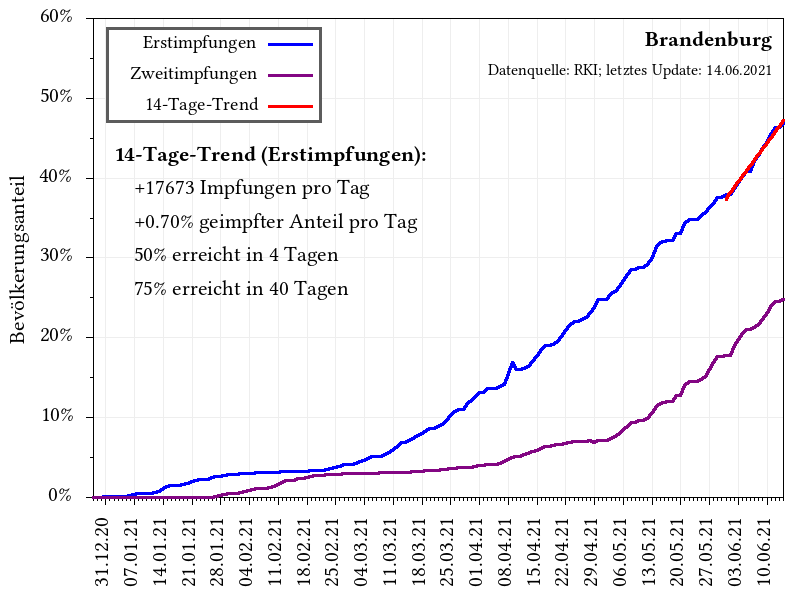 60%
50%
40%
30%
20%
10%
0%
Bevölkerungsanteil
Erstimpfungen
Zweitimpfungen
14-Tage-Trend
Brandenburg
Datenquelle: RKI; letztes Update: 14.06.2021
14-Tage-Trend (Erstimpfungen):
+17673 Impfungen pro Tag
+0.70% geimpfter Anteil pro Tag
50% erreicht in 4 Tagen
75% erreicht in 40 Tagen
31.12.20
07.01.21
14.01.21
21.01.21
28.01.21
04.02.21
11.02.21
18.02.21
25.02.21
04.03.21
11.03.21
18.03.21
25.03.21
01.04.21
08.04.21
15.04.21
22.04.21
29.04.21
06.05.21
13.05.21
20.05.21
27.05.21
03.06.21
10.06.21